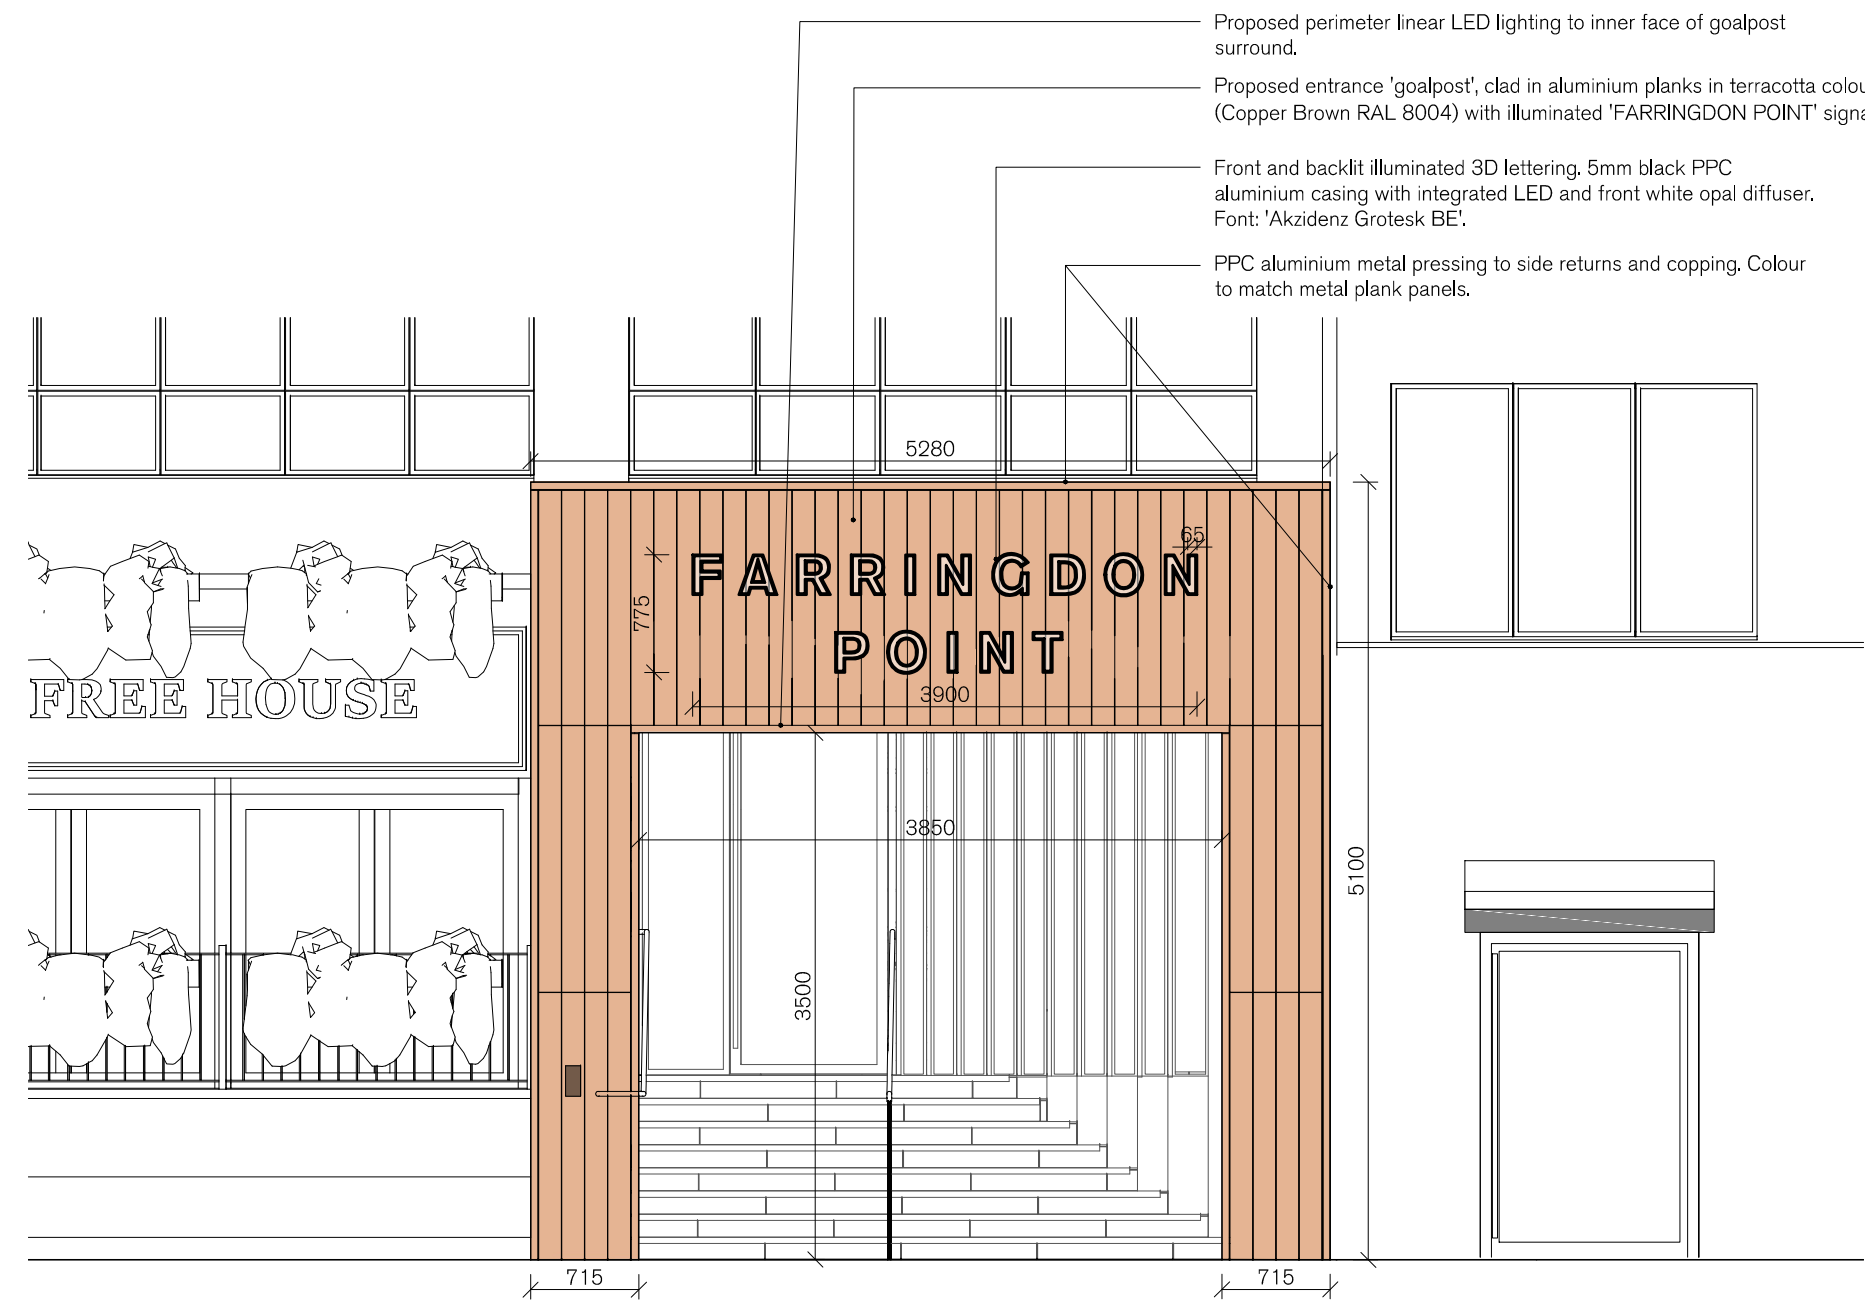 Proposed perimeter linear LED lighting to inner face of goalpost
surround.
Proposed entrance 'goalpost', clad in aluminium planks in terracotta colou
(Copper Brown RAL 8004) with illuminated 'FARRINGDON POINT' signa
Front and backlit illuminated 3D lettering. 5mm black PPC
aluminium casing with integrated LED and front white opal diffuser.
Font: 'Akzidenz Grotesk BE'.
PPC aluminium metal pressing to side returns and copping. Colour
to match metal plank panels.
5280
65
FARRINGDON
775
POINT
3900
FREE HOUSE
3850
5100
3500
715
715